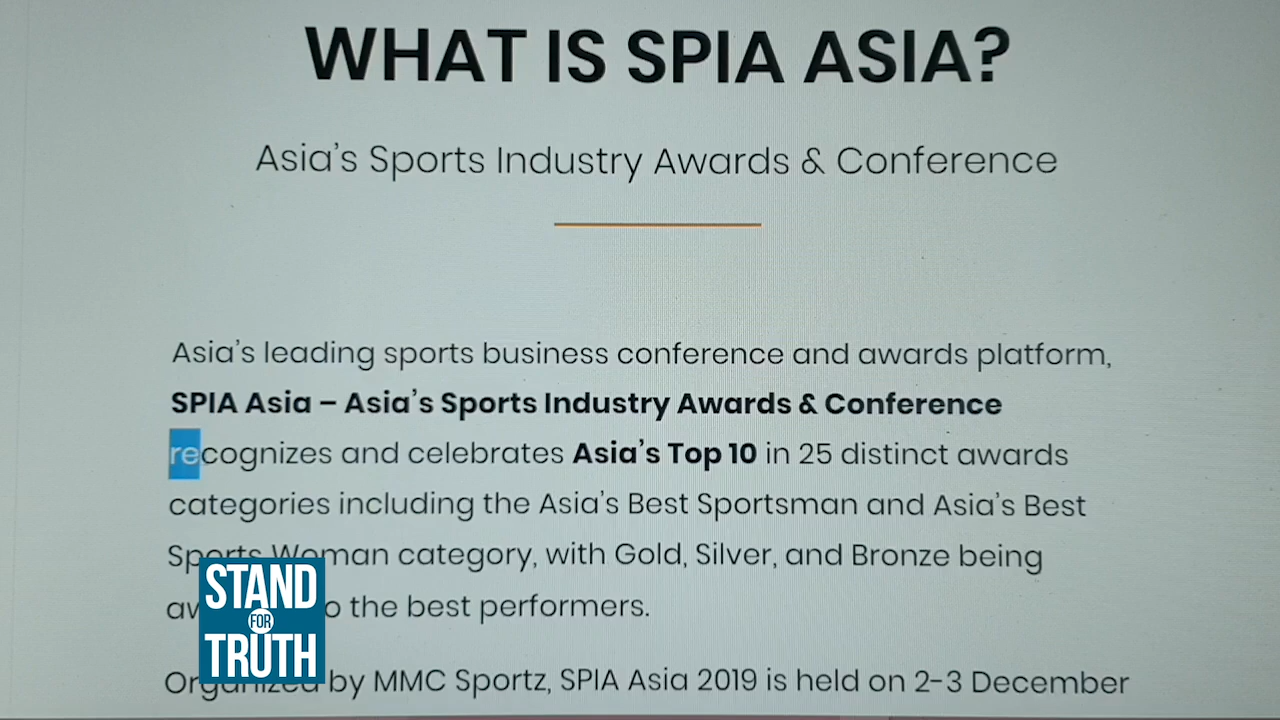 WHAT IS SPIA ASIA?
Asia's Sports Industry Awards & Conference
Asia's leading sports business conference and awards platform,
SPIA Asia – Asia's Sports Industry Awards & Conference
recognizes and celebrates Asia's Top 10 in 25 distinct awards
categories including the Asia's Best Sportsman and Asia's Best
Sports Woman category, with Gold, Silver, and Bronze being
the best performers.
Organized by MMC Sportz, SPIA Asia 2019 is held on 2-3 December
STAND
FOR
TRUTH